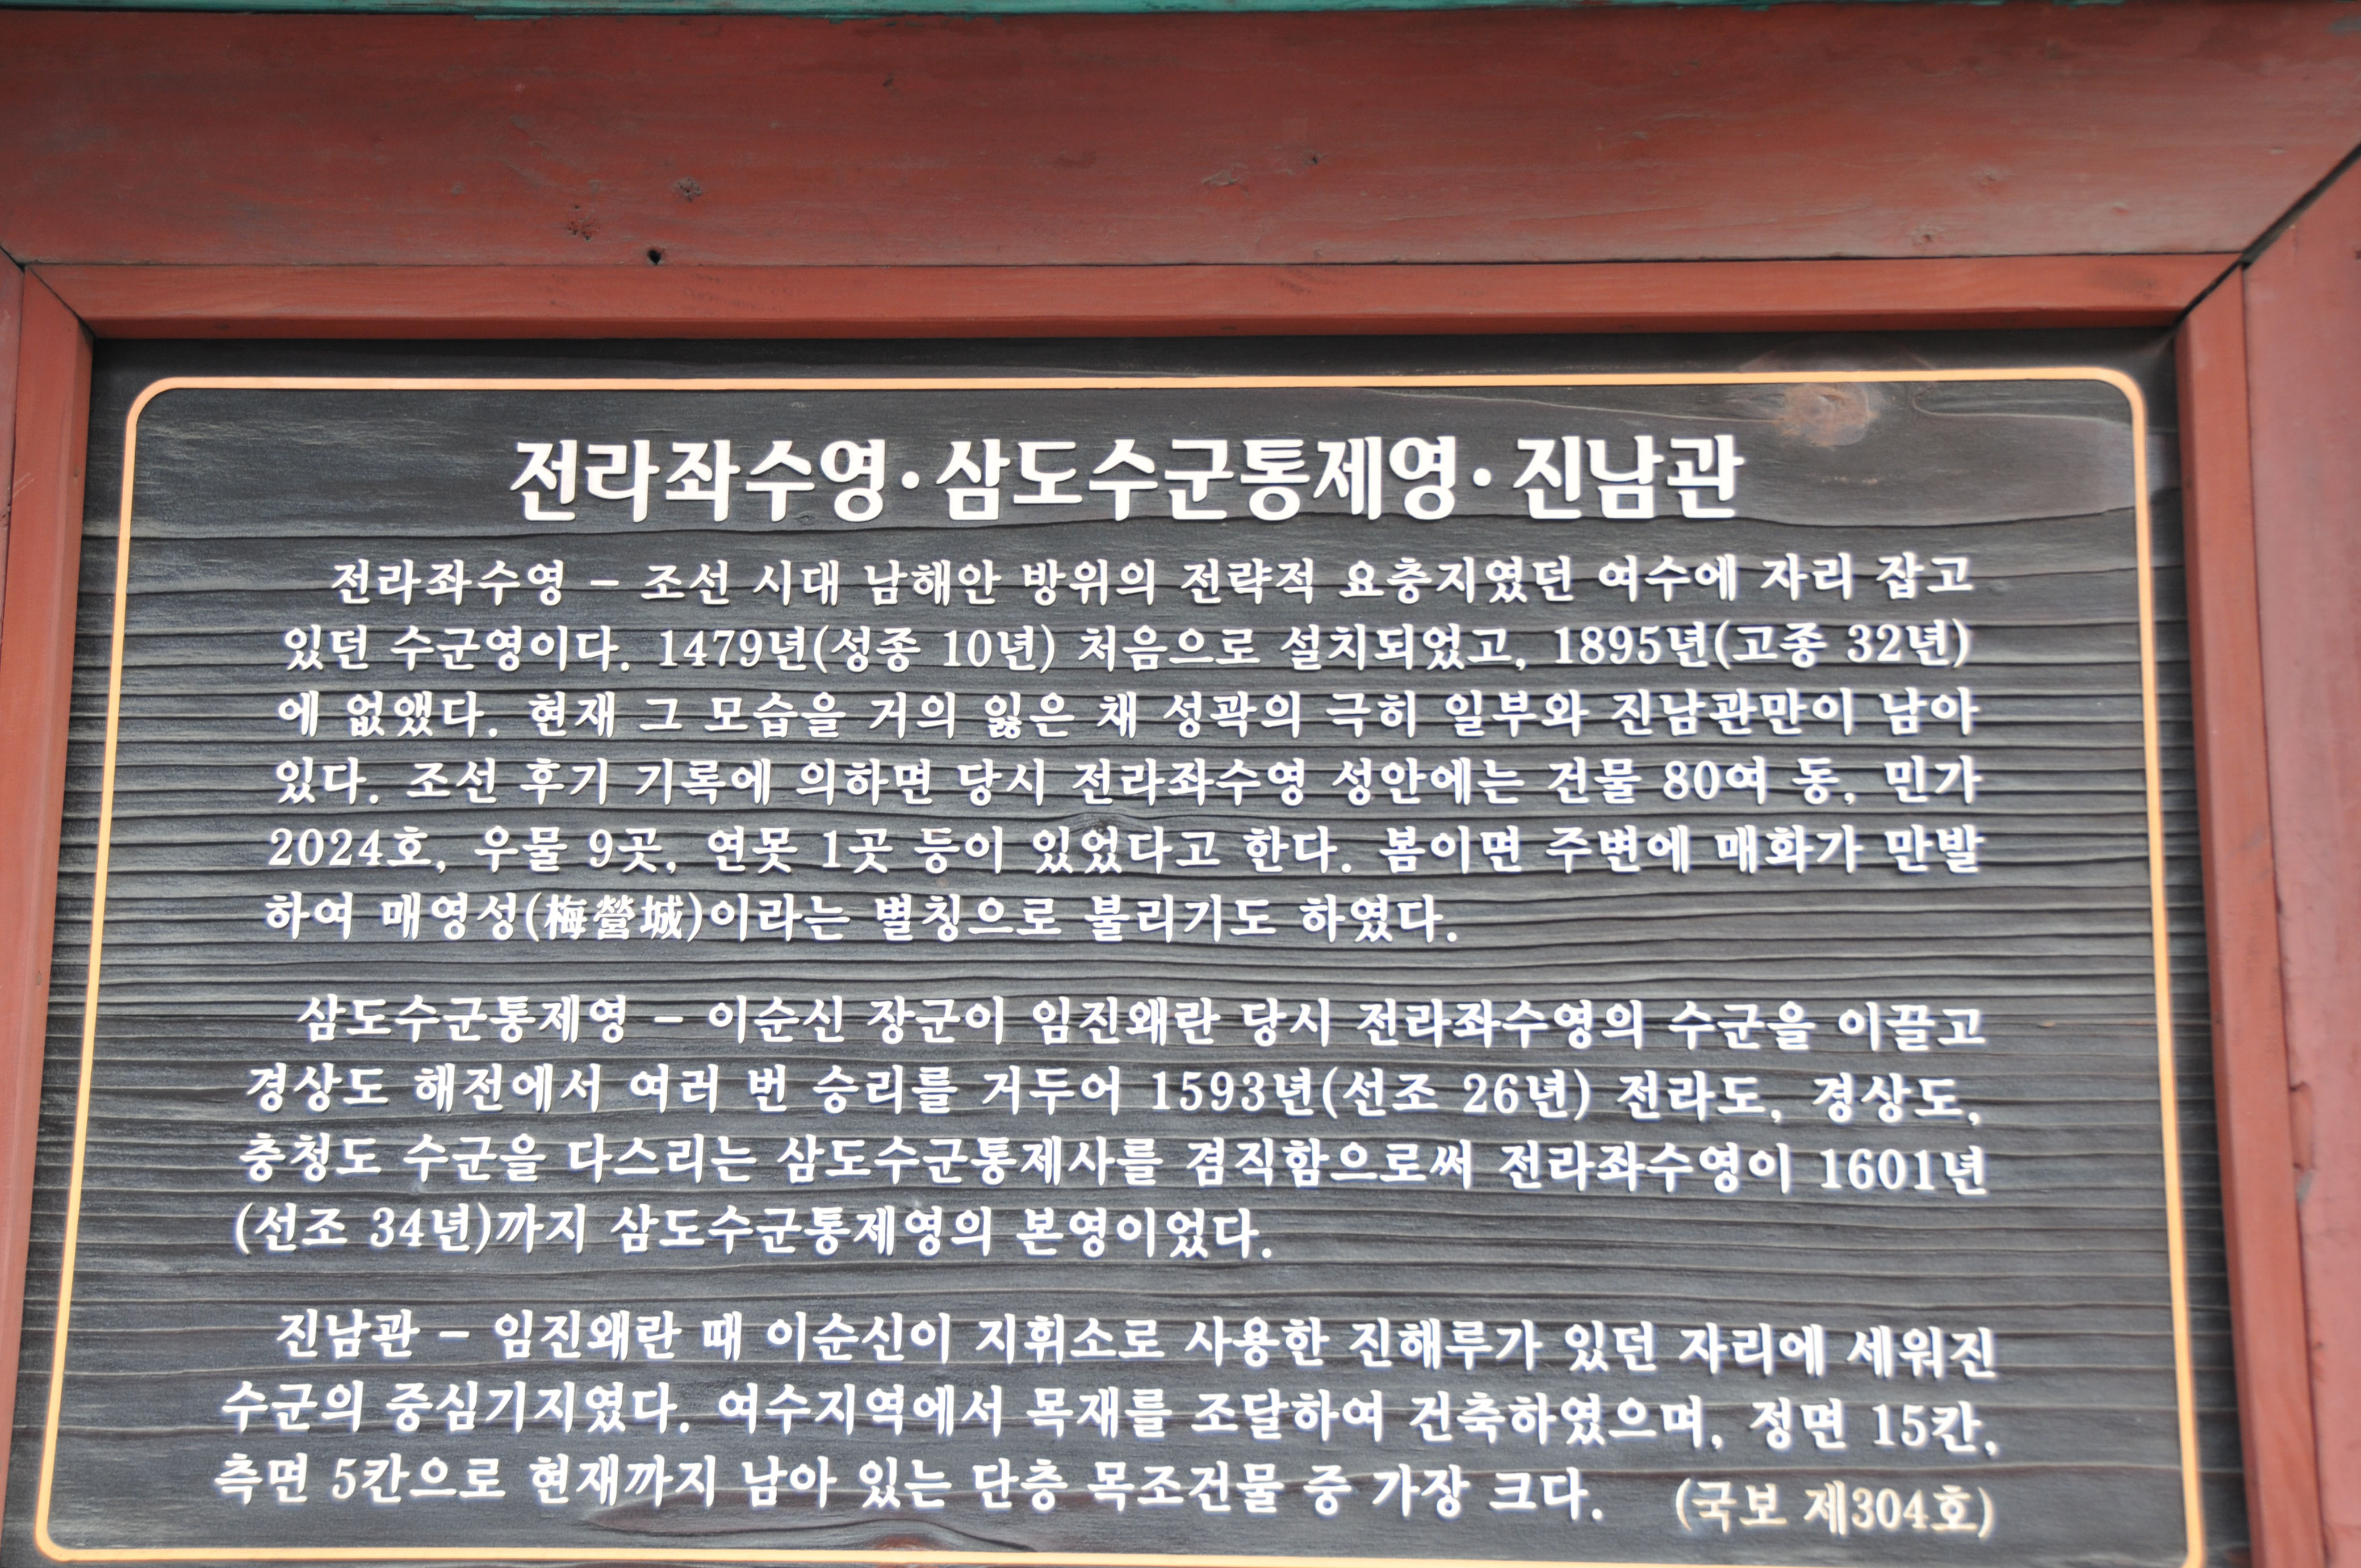 전라좌수영·삼도수군통제영·진남관
전라좌수영 - 조선 시대 남해안 방위의 전략적 요충지였던 여수에 자리 잡고
있던 수군영이다. 1479년(성종 10년) 처음으로 설치되었고, 1895년(고종 32년)
에 없앴다. 현재 그 모습을 거의 잃은 채 성곽의 극히 일부와 진남관만이 남아
있다. 조선 후기 기록에 의하면 당시 전라좌수영 성안에는 건물 80여 동, 민가
2024호, 우물 9곳, 연못 1곳 등이 있었다고 한다. 봄이면 주변에 매화가 만발
하여 매영성(梅營城)이라는 별칭으로 불리기도 하였다.
삼도수군통제영 - 이순신 장군이 임진왜란 당시 전라좌수영의 수군을 이끌고
경상도 해전에서 여러 번 승리를 거두어 1593년(선조 26년) 전라도, 경상도,
충청도 수군을 다스리는 삼도수군통제사를 겸직함으로써 전라좌수영이 1601년
(선조 34년)까지 삼도수군통제영의 본영이었다.
진남관 - 임진왜란 때 이순신이 지휘소로 사용한 진해루가 있던 자리에 세워진
수군의 중심기지였다. 여수지역에서 목재를 조달하여 건축하였으며, 정면 15칸,
측면 5칸으로 현재까지 남아 있는 단층 목조건물 중 가장 크다. (국보 제304호)